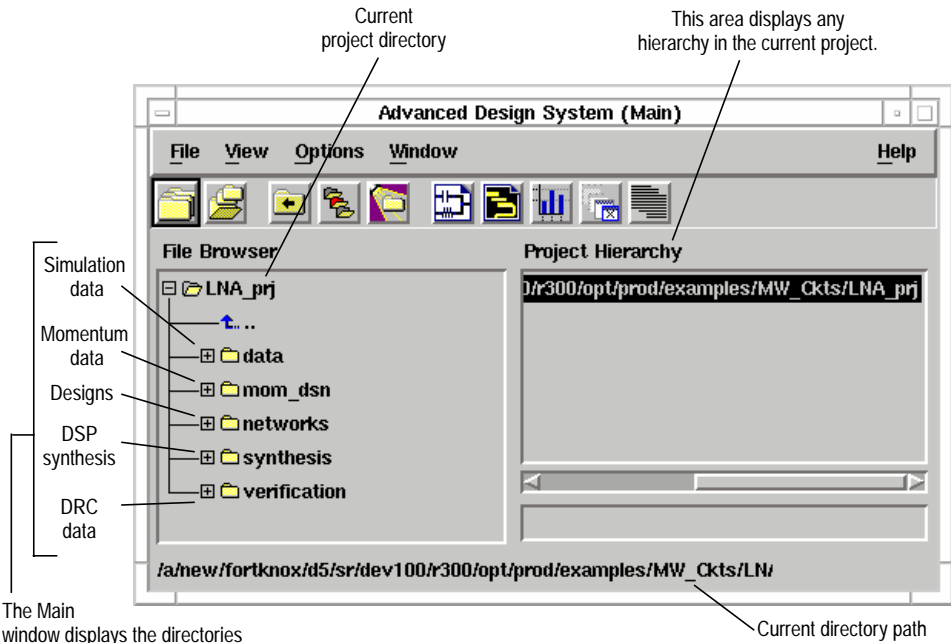 Current
project directory
This area displays any
hierarchy in the current project.
Advanced Design System (Main)
File View Options Window Help
File Browser
Project Hierarchy
LNA_prj
0/r300/opt/prod/examples/MW_Ckts/LNA_prj
..
data
mom_dsn
networks
synthesis
verification
Simulation
data
Momentum
data
Designs
DSP
synthesis
DRC
data
/a/new/fortknox/d5/sr/dev100/r300/opt/prod/examples/MW_Ckts/LN
The Main
window displays the directories
Current directory path